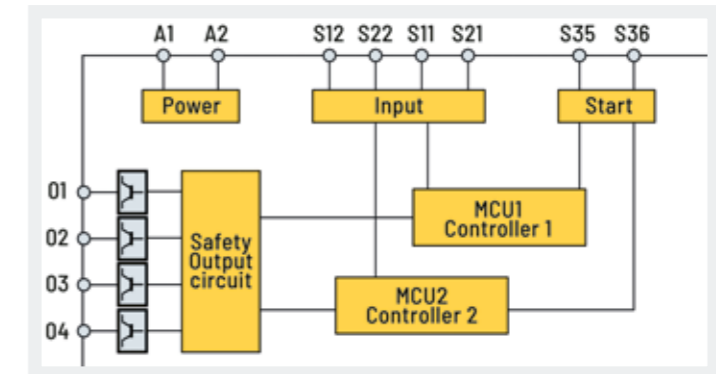 A1 A2 S12 S22 S11 S21 S35 S36
Power Input Start
01
MCU1
Controller 1
02
Safety
Output
circuit
03
MCU2
Controller 2
04